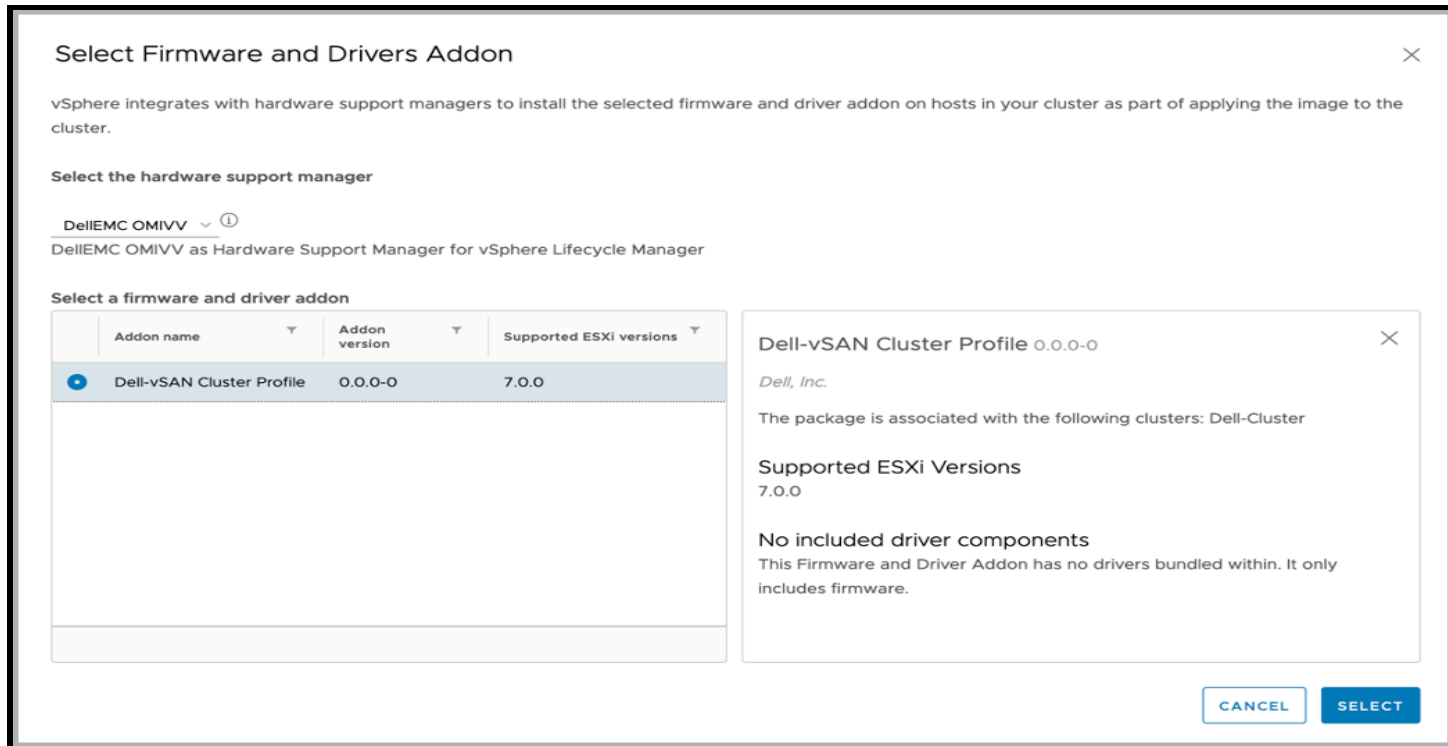 Select Firmware and Drivers Addon
vSphere integrates with hardware support managers to install the selected firmware and driver addon on hosts in your cluster as part of applying the image to the
cluster.
Select the hardware support manager
DellEMC OMIVV
DellEMC OMIVV as Hardware Support Manager for vSphere Lifecycle Manager
Select a firmware and driver addon
Addon name
Addon
version
Supported ESXi versions
Dell-vSAN Cluster Profile 0.0.0-0 7.0.0
Dell-vSAN Cluster Profile 0.0.0-0
Dell, Inc.
The package is associated with the following clusters: Dell-Cluster
Supported ESXi Versions
7.0.0
No included driver components
This Firmware and Driver Addon has no drivers bundled within. It only
includes firmware.
CANCEL
SELECT